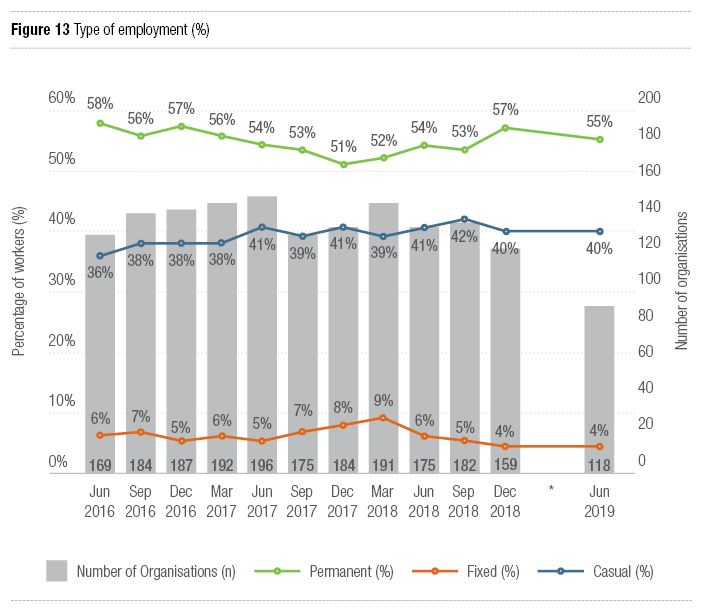 Figure 13 Type of employment (%)
60% 58% 56% 57% 56% 54% 53% 51% 52% 54% 53% 57% 55% 200
180
50% 160
140
40% 36% 38% 38% 38% 41% 39% 41% 39% 41% 42% 40% 40% 120
30% 100
80
20% 60
40
10% 6% 7% 5% 6% 5% 7% 8% 9% 6% 5% 4% 4% 20
0% 169 184 187 192 196 175 184 191 175 182 159 118 0
Percentage of workers (%)
Number of organisations
Jun Sep Dec Mar Jun Sep Dec Mar Jun Sep Dec * Jun
2016 2016 2016 2017 2017 2017 2017 2018 2018 2018 2018 2019
Number of Organisations (n) Permanent (%) Fixed (%) Casual (%)